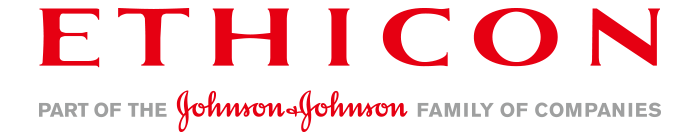 ETHICON
PART OF THE Johnson&Johnson FAMILY OF COMPANIES